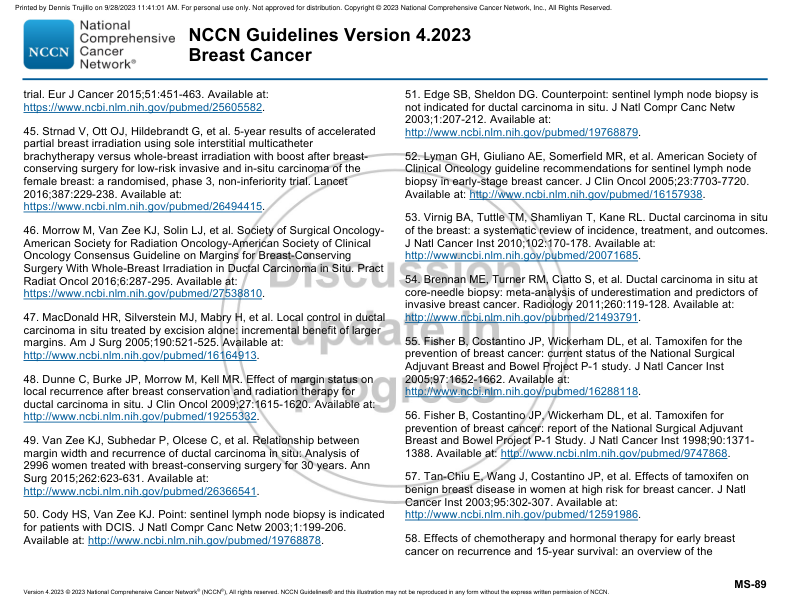 Printed by Dennis Trujillo on 9/28/2023 11:41:01 AM. For personal use only. Not approved for distribution. Copyright © 2023 National Comprehensive Cancer Network, Inc., All Rights Reserved.
NCCN
National
Comprehensive
Cancer
Network®
NCCN Guidelines Version 4.2023
Breast Cancer
trial. Eur J Cancer 2015;51:451-463. Available at:
https://www.ncbi.nlm.nih.gov/pubmed/25605582.
45. Strnad V, Ott OJ, Hildebrandt G, et al. 5-year results of accelerated
partial breast irradiation using sole interstitial multicatheter
brachytherapy versus whole-breast irradiation with boost after breast-
conserving surgery for low-risk invasive and in-situ carcinoma of the
female breast: a randomised, phase 3, non-inferiority trial. Lancet
2016;387:229-238. Available at:
https://www.ncbi.nlm.nih.gov/pubmed/26494415.
46. Morrow M, Van Zee KJ, Solin LJ, et al. Society of Surgical Oncology-
American Society for Radiation Oncology-American Society of Clinical
Oncology Consensus Guideline on Margins for Breast-Conserving
Surgery With Whole-Breast Irradiation in Ductal Carcinoma in Situ. Pract
Radiat Oncol 2016;6:287-295. Available at:
https://www.ncbi.nlm.nih.gov/pubmed/27538810.
47. MacDonald HR, Silverstein MJ, Mabry H, et al. Local control in ductal
carcinoma in situ treated by excision alone: incremental benefit of larger
margins. Am J Surg 2005;190:521-525. Available at:
http://www.ncbi.nlm.nih.gov/pubmed/16164913.
48. Dunne C, Burke JP, Morrow M, Kell MR. Effect of margin status on
local recurrence after breast conservation and radiation therapy for
ductal carcinoma in situ. J Clin Oncol 2009;27:1615-1620. Available at:
http://www.ncbi.nlm.nih.gov/pubmed/19255332.
49. Van Zee KJ, Subhedar P, Olcese C, et al. Relationship between
margin width and recurrence of ductal carcinoma in situ: Analysis of
2996 women treated with breast-conserving surgery for 30 years. Ann
Surg 2015;262:623-631. Available at:
http://www.ncbi.nlm.nih.gov/pubmed/26366541.
50. Cody HS, Van Zee KJ. Point: sentinel lymph node biopsy is indicated
for patients with DCIS. J Natl Compr Canc Netw 2003;1:199-206.
Available at: http://www.ncbi.nlm.nih.gov/pubmed/19768878.
51. Edge SB, Sheldon DG. Counterpoint: sentinel lymph node biopsy is
not indicated for ductal carcinoma in situ. J Natl Compr Canc Netw
2003;1:207-212. Available at:
http://www.ncbi.nlm.nih.gov/pubmed/19768879.
52. Lyman GH, Giuliano AE, Somerfield MR, et al. American Society of
Clinical Oncology guideline recommendations for sentinel lymph node
biopsy in early-stage breast cancer. J Clin Oncol 2005;23:7703-7720.
Available at: http://www.ncbi.nlm.nih.gov/pubmed/16157938.
53. Virnig BA, Tuttle TM, Shamliyan T, Kane RL. Ductal carcinoma in situ
of the breast: a systematic review of incidence, treatment, and outcomes.
J Natl Cancer Inst 2010;102:170-178. Available at:
http://www.ncbi.nlm.nih.gov/pubmed/20071685.
54. Brennan ME, Turner RM, Ciatto S, et al. Ductal carcinoma in situ at
core-needle biopsy: meta-analysis of underestimation and predictors of
invasive breast cancer. Radiology 2011;260:119-128. Available at:
http://www.ncbi.nlm.nih.gov/pubmed/21493791.
55. Fisher B, Costantino JP, Wickerham DL, et al. Tamoxifen for the
prevention of breast cancer: current status of the National Surgical
Adjuvant Breast and Bowel Project P-1 study. J Natl Cancer Inst
2005;97:1652-1662. Available at:
http://www.ncbi.nlm.nih.gov/pubmed/16288118.
56. Fisher B, Costantino JP, Wickerham DL, et al. Tamoxifen for
prevention of breast cancer: report of the National Surgical Adjuvant
Breast and Bowel Project P-1 Study. J Natl Cancer Inst 1998;90:1371-
1388. Available at: http://www.ncbi.nlm.nih.gov/pubmed/9747868.
57. Tan-Chiu E, Wang J, Costantino JP, et al. Effects of tamoxifen on
benign breast disease in women at high risk for breast cancer. J Natl
Cancer Inst 2003;95:302-307. Available at:
http://www.ncbi.nlm.nih.gov/pubmed/12591986.
58. Effects of chemotherapy and hormonal therapy for early breast
cancer on recurrence and 15-year survival: an overview of the
Discussion
update in
progress
MS-89
Version 4.2023 © 2023 National Comprehensive Cancer Network® (NCCN®), All rights reserved. NCCN Guidelines® and this illustration may not be reproduced in any form without the express written permission of NCCN.